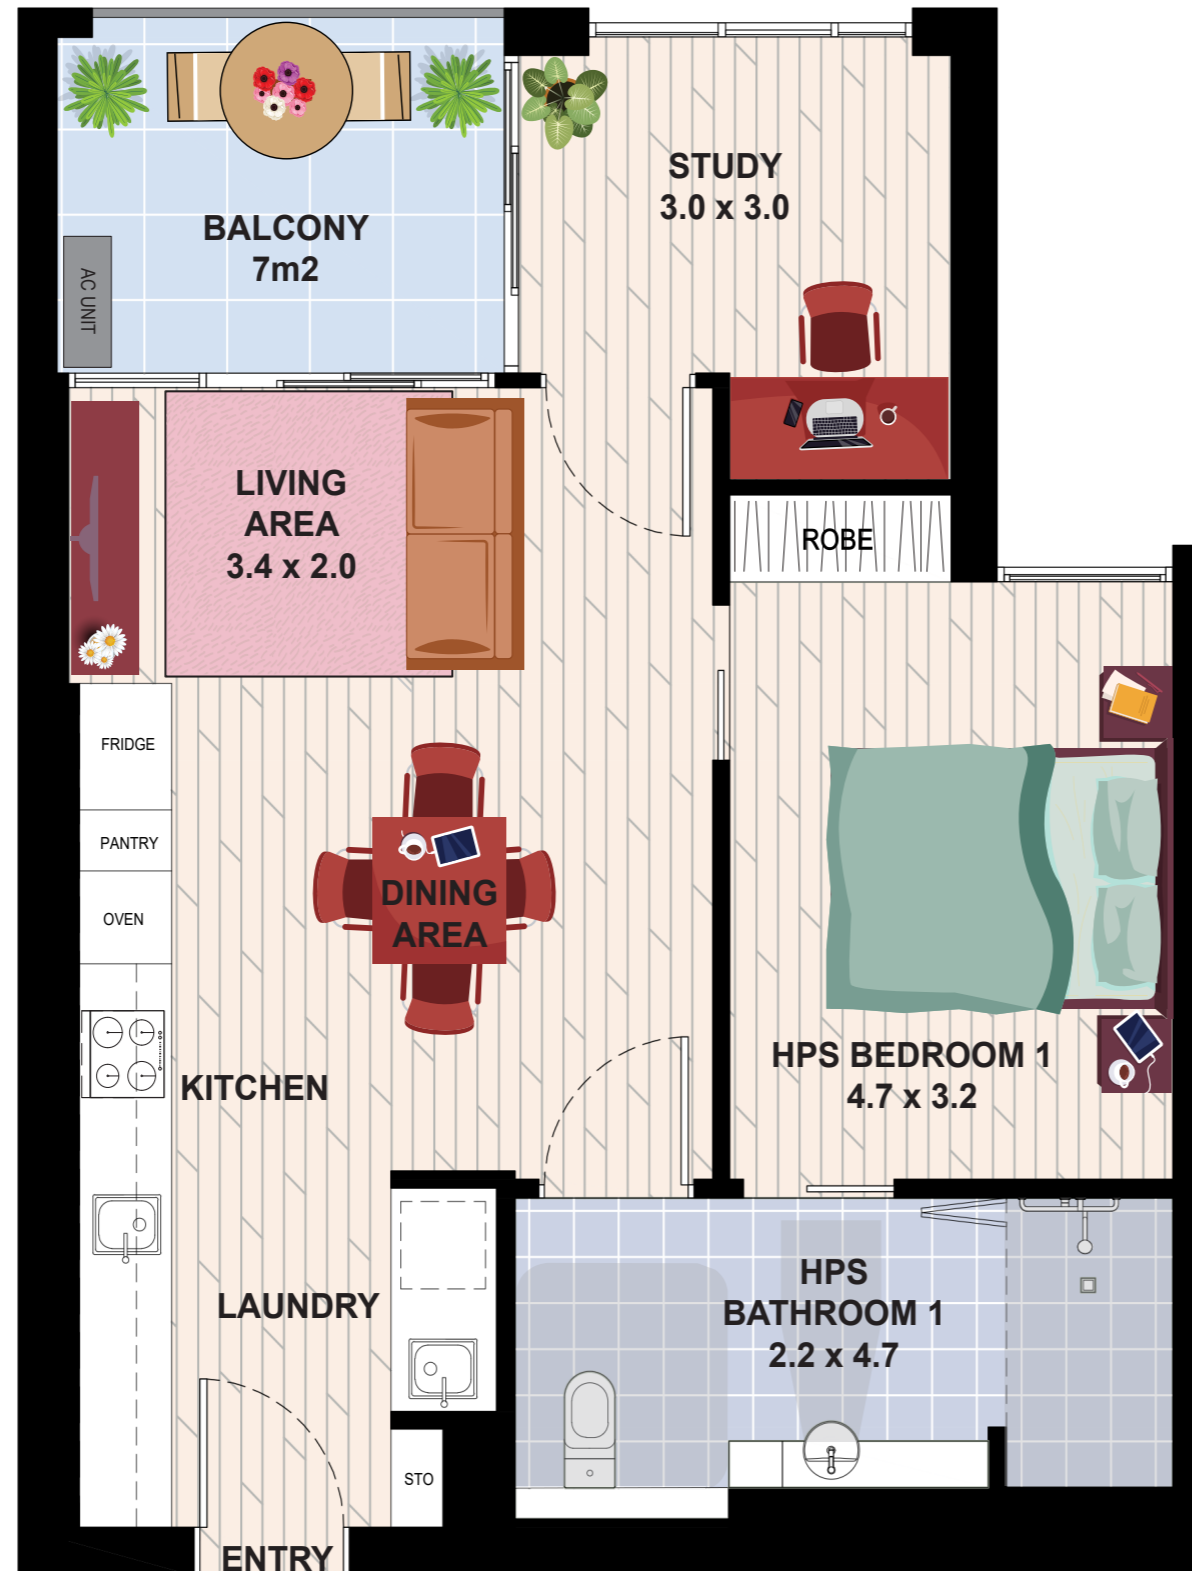 STUDY
3.0 x 3.0
BALCONY
7m2
AC UNIT
LIVING
AREA
3.4 x 2.0
ROBE
FRIDGE
PANTRY
OVEN
DINING
AREA
KITCHEN
HPS BEDROOM 1
4.7 x 3.2
LAUNDRY
HPS
BATHROOM 1
2.2 x 4.7
STO
ENTRY